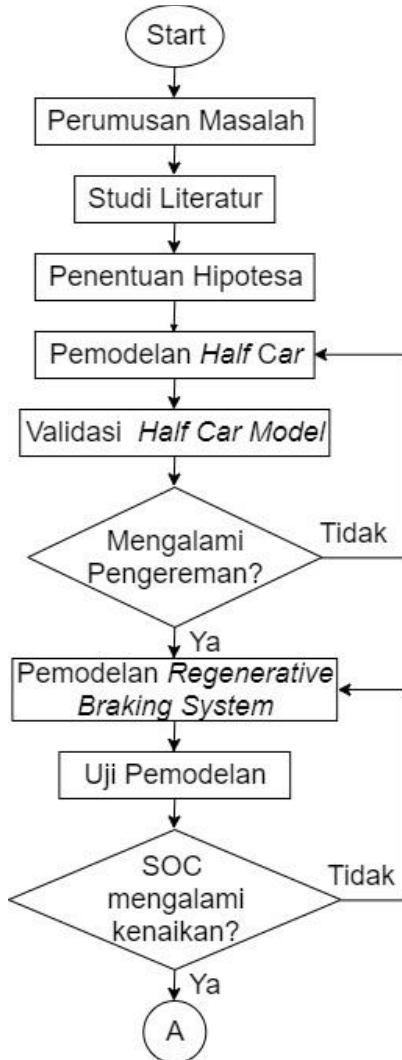 Start
Perumusan Masalah
Studi Literatur
Penentuan Hipotesa
Pemodelan Half Car
Validasi Half Car Model
Mengalami
Pengereman?
Tidak
Ya
Pemodelan Regenerative
Braking System
Uji Pemodelan
SOC
mengalami
kenaikan?
Tidak
Ya
A